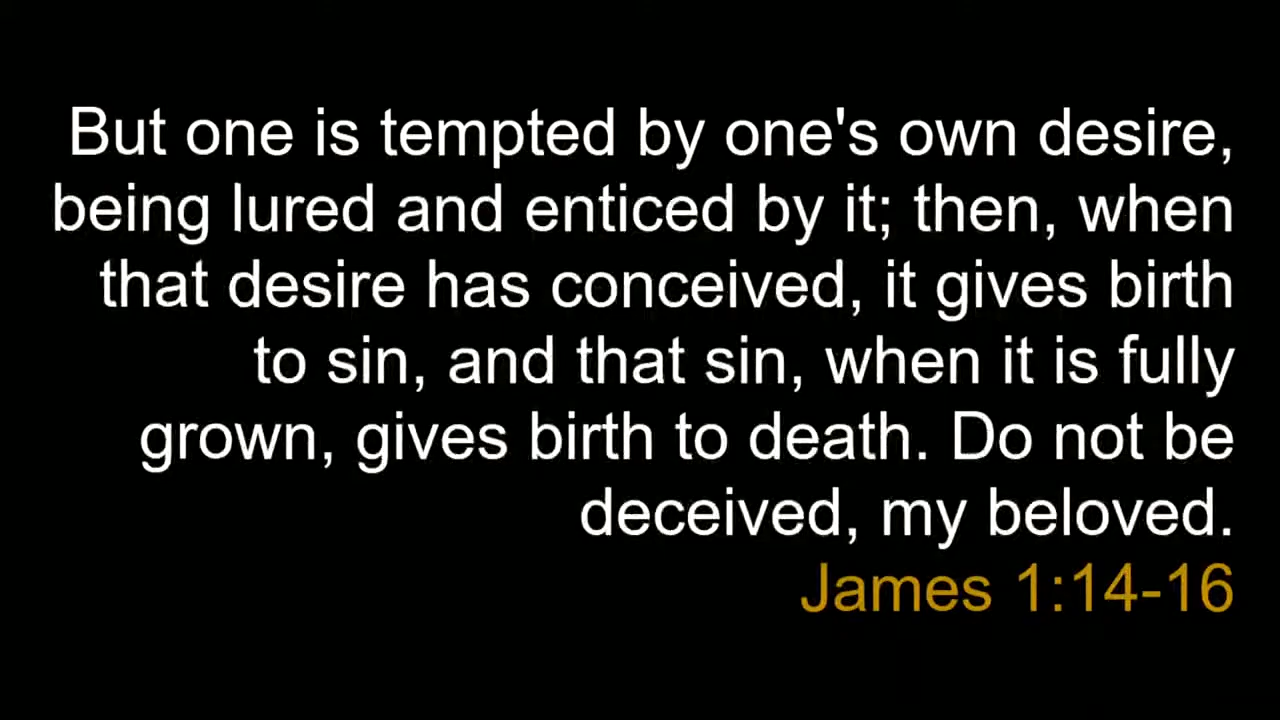 But one is tempted by one's own desire,
being lured and enticed by it; then, when
that desire has conceived, it gives birth
to sin, and that sin, when it is fully
grown, gives birth to death. Do not be
deceived, my beloved.
James 1:14-16